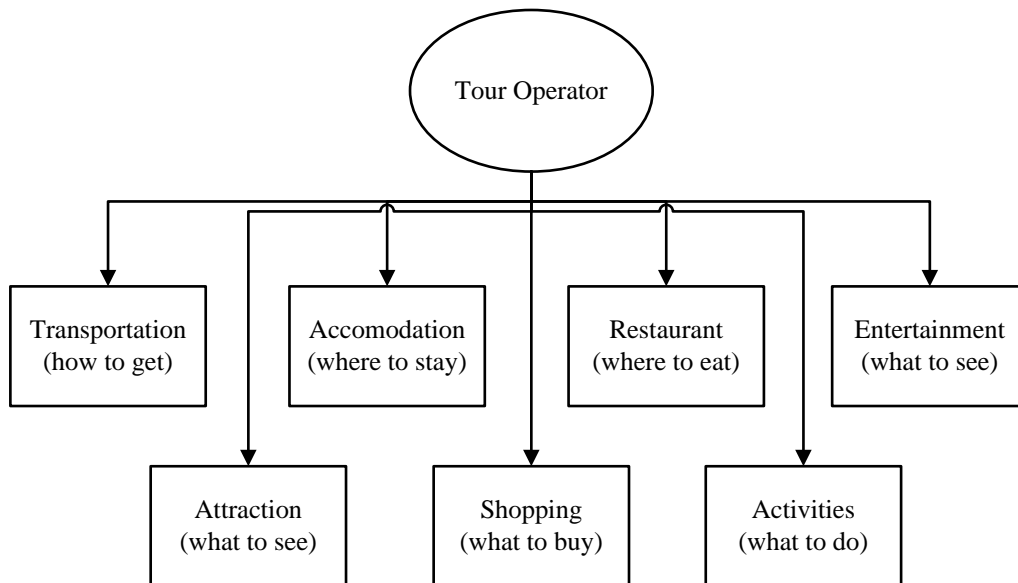 Tour Operator
Transportation
(how to get)
Accomodation
(where to stay)
Restaurant
(where to eat)
Entertainment
(what to see)
Attraction
(what to see)
Shopping
(what to buy)
Activities
(what to do)